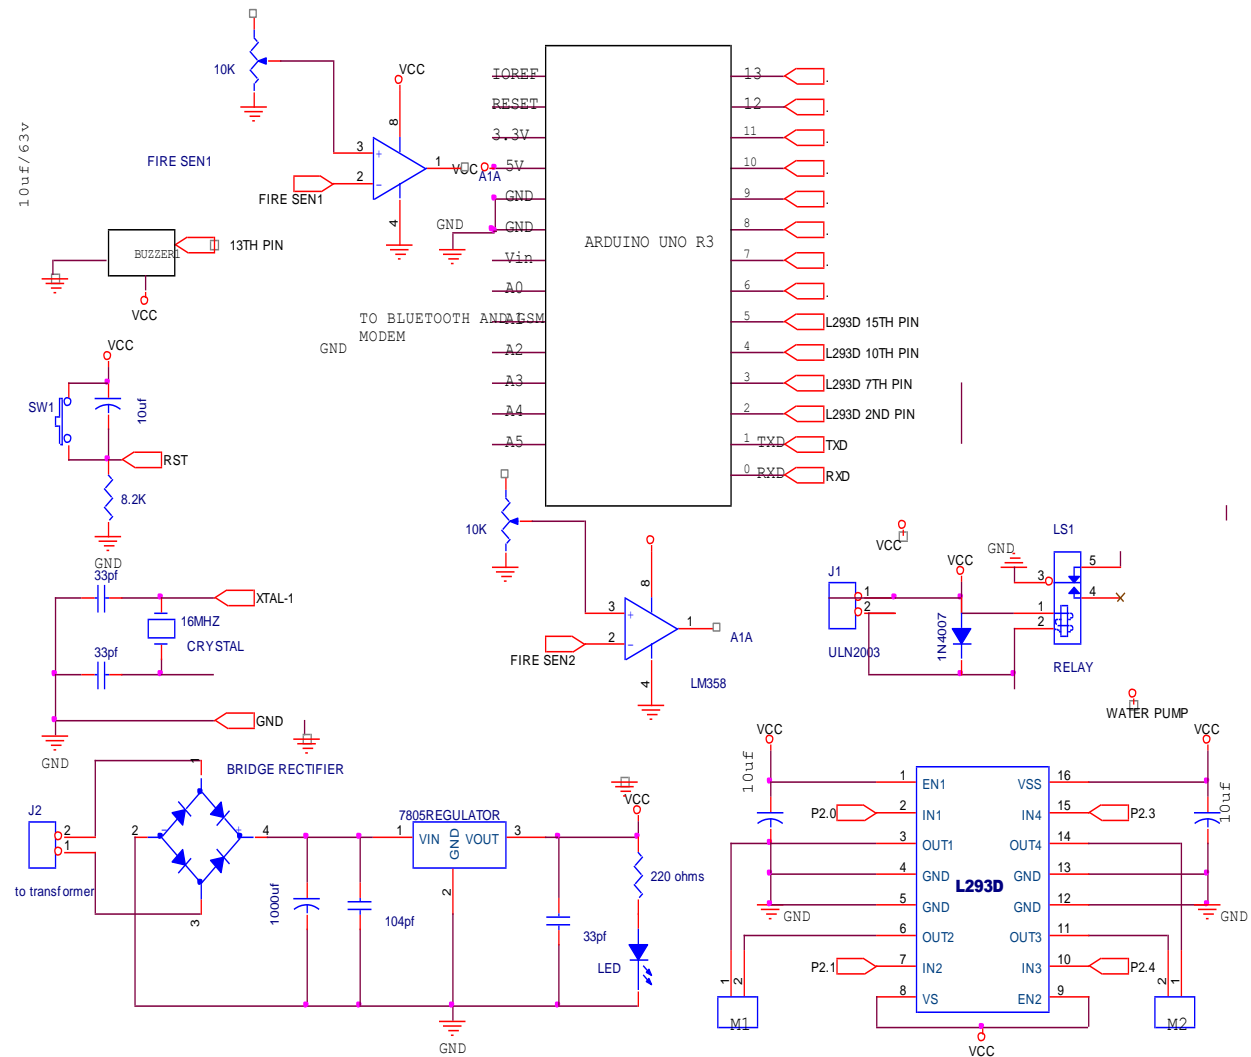 10K
VCC
8
3
+
2
-
1
4
10uf/63v
FIRE SEN1
FIRE SEN1
VCC
A1A
GND
BUZZER1
13TH PIN
VCC
IOREF
RESET
3.3V
5V
GND
GND
Vin
A0
A1
A2
A3
A4
A5
ARDUINO UNO R3
13 .
12 .
11 .
10 .
9 .
8 .
7 .
6 .
5 L293D 15TH PIN
4 L293D 10TH PIN
3 L293D 7TH PIN
2 L293D 2ND PIN
1 TXD TXD
0 RXD RXD
TO BLUETOOTH AND GSM
MODEM
GND
VCC
SW1
10uf
RST
8.2K
GND
33pf
XTAL-1
16MHZ
CRYSTAL
33pf
GND
GND
10K
8
3
+
2
-
1
4
FIRE SEN2
A1A
LM358
VCC
VCC
GND
LS1
J1
1
2
ULN2003
1N4007
3
5
4
1
2
RELAY
WATER PUMP
BRIDGE RECTIFIER
J2
2
1
to transformer
1
2
-
+
4
3
1000uf
104pf
7805REGULATOR
1
VIN
GND
VOUT
3
2
VCC
220 ohms
33pf
LED
GND
VCC
10uf
VCC
10uf
1 EN1 VSS 16
P2.0 2 IN1 IN4 15 P2.3
3 OUT1 OUT4 14
4 GND GND 13
L293D
5 GND GND 12
GND
GND
6 OUT2 OUT3 11
P2.1 7 IN2 IN3 10 P2.4
8 VS EN2 9
1
2
M1
2
1
M2
VCC